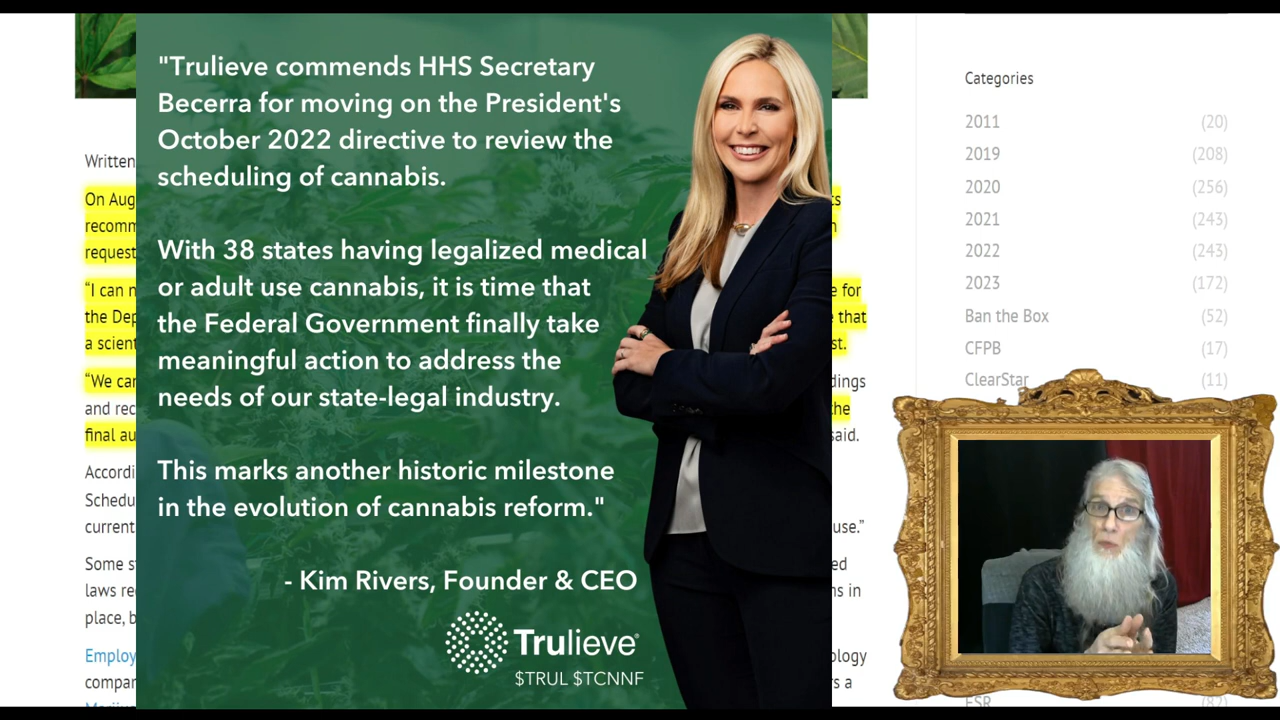 "Trulieve commends HHS Secretary
Becerra for moving on the President's
October 2022 directive to review the
scheduling of cannabis.
With 38 states having legalized medical
or adult use cannabis, it is time that
the Federal Government finally take
meaningful action to address the
needs of our state-legal industry.
This marks another historic milestone
in the evolution of cannabis reform."
- Kim Rivers, Founder & CEO
Trulieve
$TRUL $TCNNF
Written
On Aug
recomm
request
"I can n
e for
the Dep
that
a scient
st.
"We car
dings
and rec
the
final au
said.
Accordi
Schedu
current
use."
Some s
ed
laws re
ns in
place, b
Employ
ology
compar
rs a
Categories
2011 (20)
2019 (208)
2020 (256)
2021 (243)
2022 (243)
2023 (172)
Ban the Box (52)
CFPB (17)
ClearStar (11)
ESR (82)